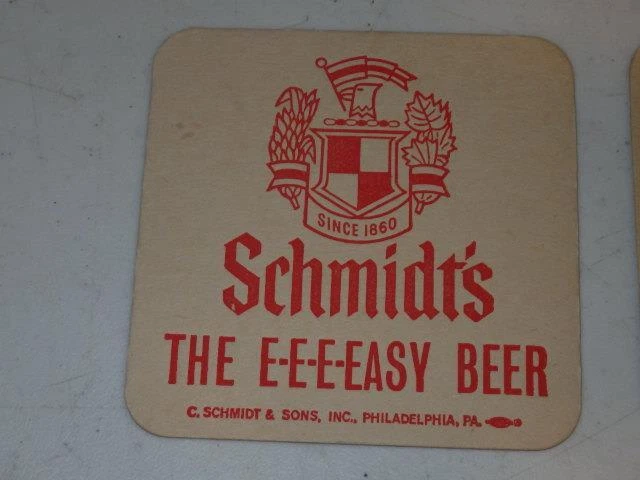 SINCE 1860
Schmidt's
THE E-E-E-EASY BEER
C. SCHMIDT & SONS, INC., PHILADELPHIA, PA.